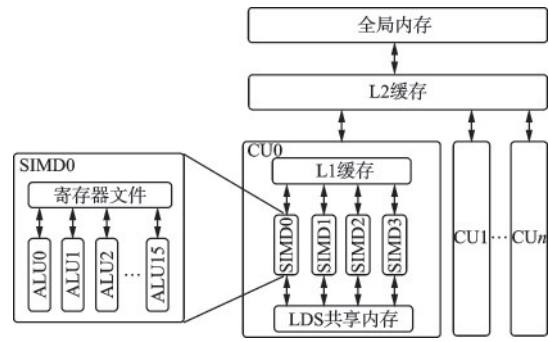 全局内存
L2缓存
CU0
L1缓存
SIMD0
SIMD1
SIMD2
SIMD3
LDS共享内存
CU1
…
CUn
SIMD0
寄存器文件
ALU0
ALU1
ALU2
…
ALU15